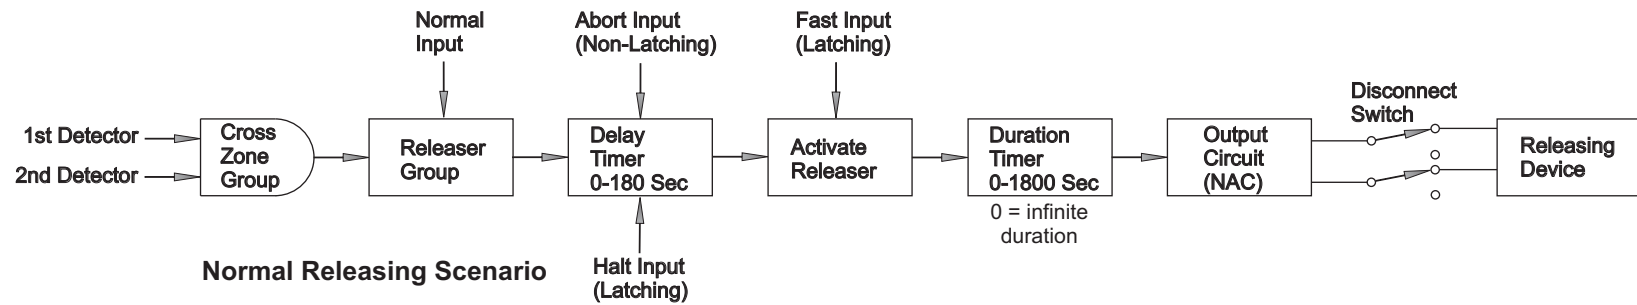 Normal
Input
Abort Input
(Non-Latching)
Fast Input
(Latching)
Disconnect
Switch
1st Detector
2nd Detector
Cross
Zone
Group
Releaser
Group
Delay
Timer
0-180 Sec
Activate
Releaser
Duration
Timer
0-1800 Sec
0 = infinite
duration
Output
Circuit
(NAC)
Releasing
Device
Normal Releasing Scenario
Halt Input
(Latching)